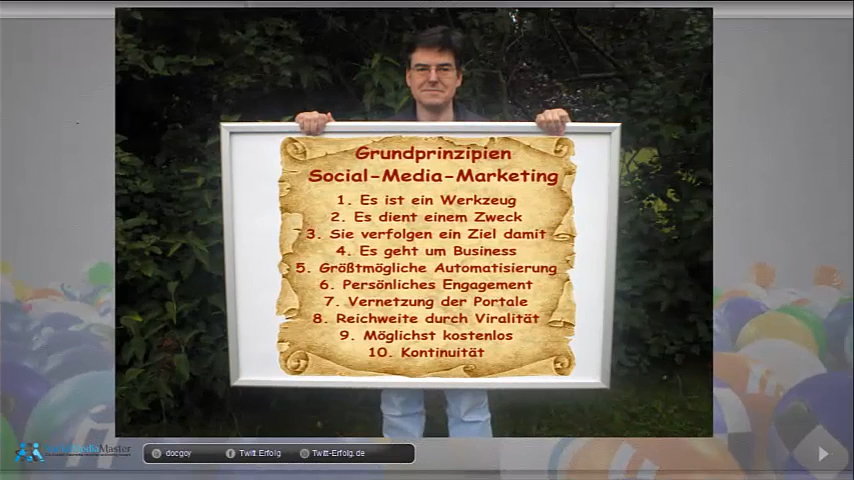 Grundprinzipien
Social-Media-Marketing
1. Es ist ein Werkzeug
2. Es dient einem Zweck
3. Sie verfolgen ein Ziel damit
4. Es geht um Business
5. Größtmögliche Automatisierung
6. Persönliches Engagement
7. Vernetzung der Portale
8. Reichweite durch Viralität
9. Möglichst kostenlos
10. Kontinuität
SocialMediaMaster
docgoy
Twitt Erfolg
Twitt-Erfolg.de